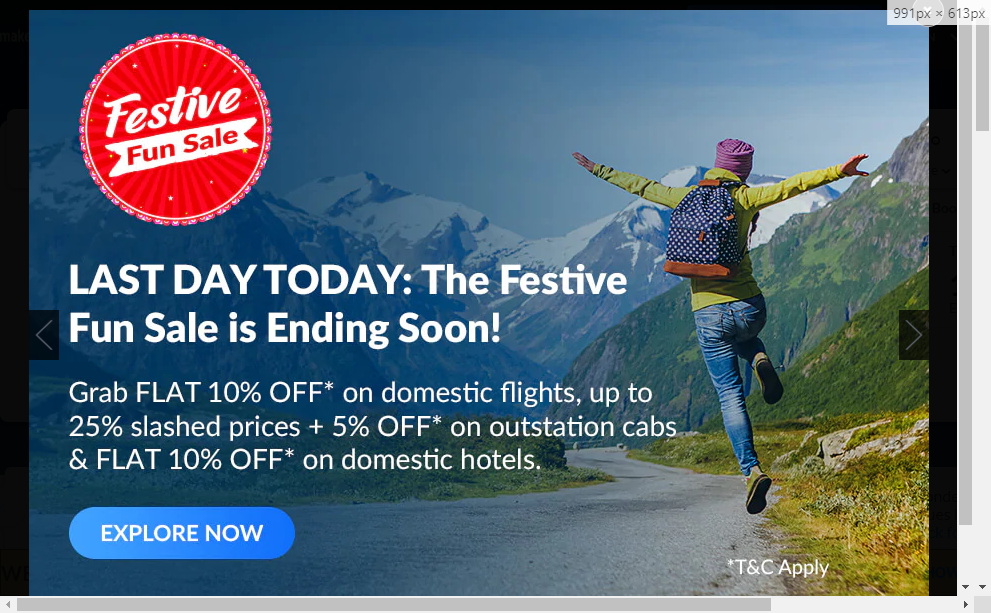 991px × 613px
Festive
Fun Sale
LAST DAY TODAY: The Festive
Fun Sale is Ending Soon!
Grab FLAT 10% OFF* on domestic flights, up to
25% slashed prices + 5% OFF* on outstation cabs
& FLAT 10% OFF* on domestic hotels.
EXPLORE NOW
*T&C Apply